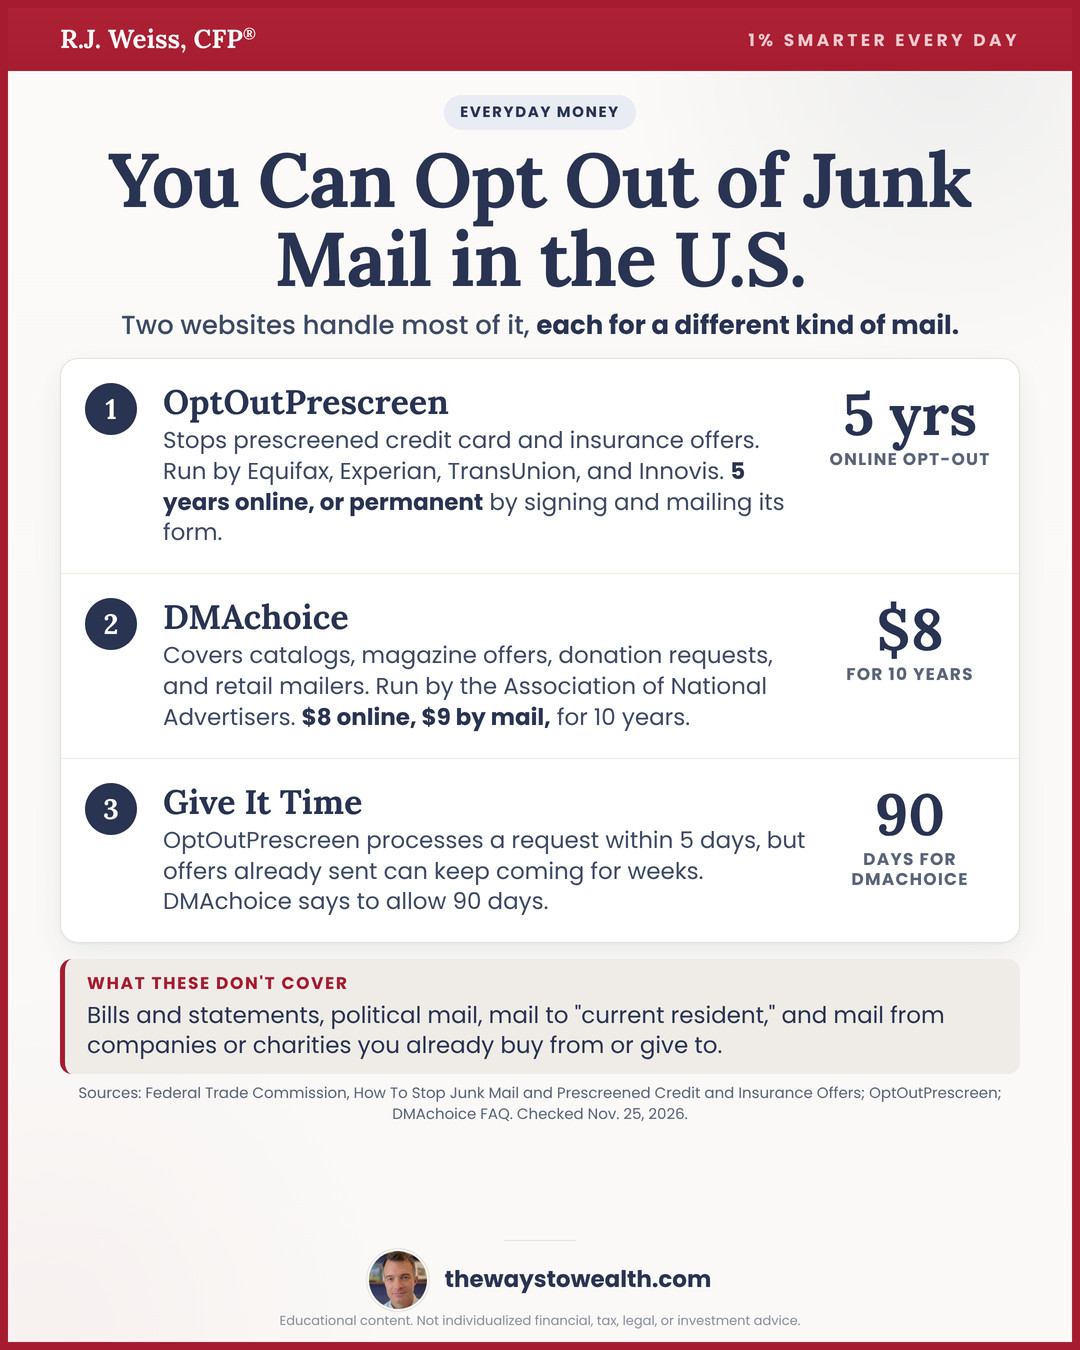 R.J. Weiss, CFP®
1% SMARTER EVERY DAY
EVERYDAY MONEY
You Can Opt Out of Junk
Mail in the U.S.
Two websites handle most of it, each for a different kind of mail.
1
OptOutPrescreen
Stops prescreened credit card and insurance offers.
Run by Equifax, Experian, TransUnion, and Innovis. 5
years online, or permanent by signing and mailing its
form.
5 yrs
ONLINE OPT-OUT
2
DMAchoice
Covers catalogs, magazine offers, donation requests,
and retail mailers. Run by the Association of National
Advertisers. $8 online, $9 by mail, for 10 years.
$8
FOR 10 YEARS
3
Give It Time
OptOutPrescreen processes a request within 5 days, but
offers already sent can keep coming for weeks.
DMAchoice says to allow 90 days.
90
DAYS FOR
DMACHOICE
WHAT THESE DON'T COVER
Bills and statements, political mail, mail to "current resident," and mail from
companies or charities you already buy from or give to.
Sources: Federal Trade Commission, How To Stop Junk Mail and Prescreened Credit and Insurance Offers; OptOutPrescreen;
DMAchoice FAQ. Checked Nov. 25, 2026.
thewaystowealth.com
Educational content. Not individualized financial, tax, legal, or investment advice.